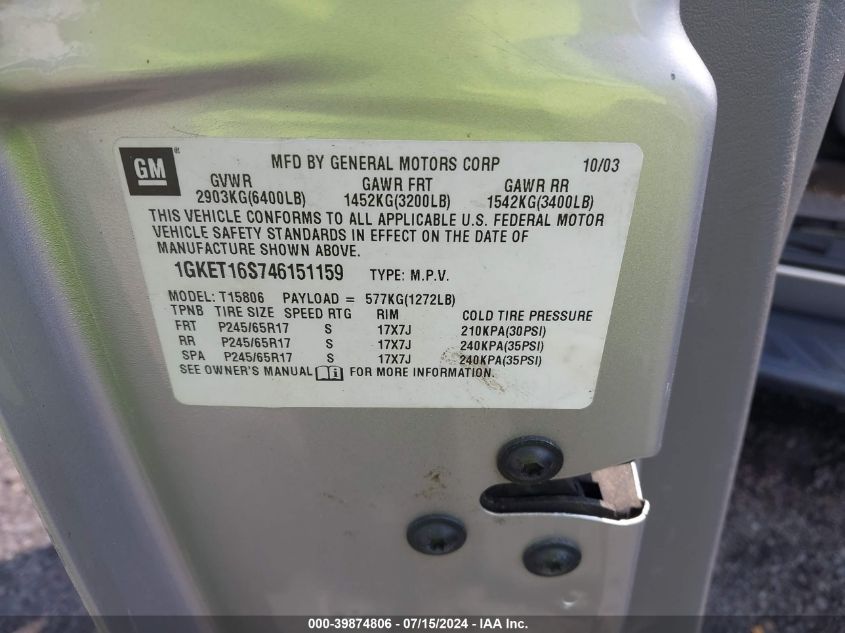 GM ® MFD BY GENERAL MOTORS CORP 10/03
GVWR GAWR FRT GAWR RR
2903KG(6400LB) 1452KG(3200LB) 1542KG(3400LB)
THIS VEHICLE CONFORMS TO ALL APPLICABLE U.S. FEDERAL MOTOR
VEHICLE SAFETY STANDARDS IN EFFECT ON THE DATE OF
MANUFACTURE SHOWN ABOVE.
1GKET16S746151159 TYPE: M.P.V.
MODEL: T15806 PAYLOAD = 577KG(1272LB)
TPNB TIRE SIZE SPEED RTG RIM COLD TIRE PRESSURE
FRT P245/65R17 S 17X7J 210KPA(30PSI)
RR P245/65R17 S 17X7J 240KPA(35PSI)
SPA P245/65R17 S 17X7J 240KPA(35PSI)
SEE OWNER'S MANUAL FOR MORE INFORMATION.
000-39874806 - 07/15/2024 - IAA Inc.